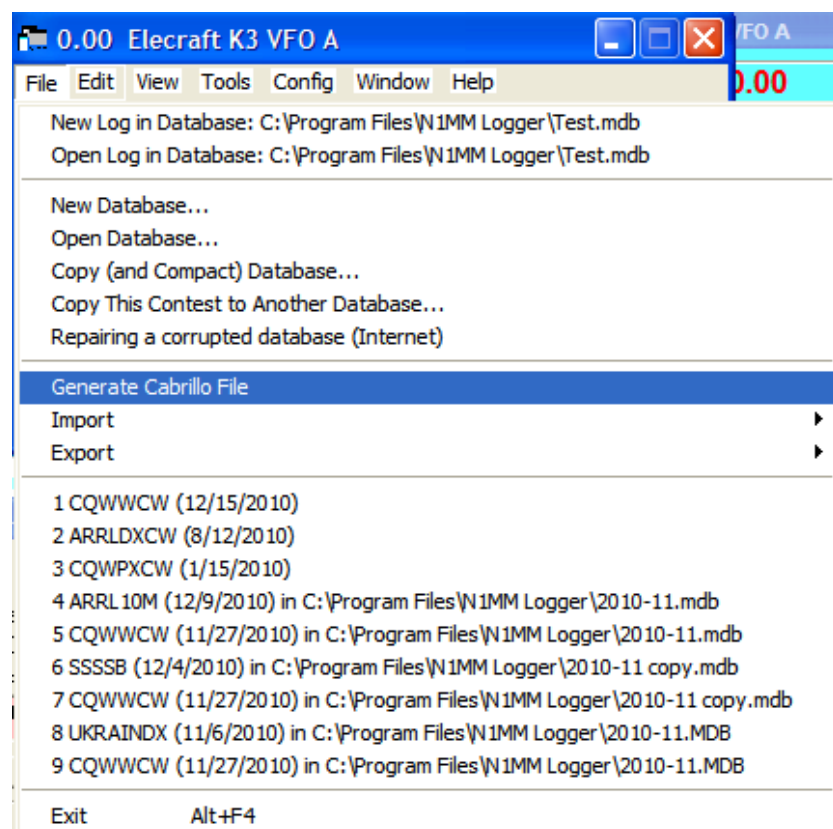 0.00 Elecraft K3 VFO A
VFO A
File Edit View Tools Config Window Help
0.00
New Log in Database: C:\Program Files\N1MM Logger\Test.mdb
Open Log in Database: C:\Program Files\N1MM Logger\Test.mdb
New Database...
Open Database...
Copy (and Compact) Database...
Copy This Contest to Another Database...
Repairing a corrupted database (Internet)
Generate Cabrillo File
Import
Export
1 CQWWCW (12/15/2010)
2 ARRLDXCW (8/12/2010)
3 CQWPXCW (1/15/2010)
4 ARRL10M (12/9/2010) in C:\Program Files\N1MM Logger\2010-11.mdb
5 CQWWCW (11/27/2010) in C:\Program Files\N1MM Logger\2010-11.mdb
6 SSSSB (12/4/2010) in C:\Program Files\N1MM Logger\2010-11 copy.mdb
7 CQWWCW (11/27/2010) in C:\Program Files\N1MM Logger\2010-11 copy.mdb
8 UKRAINDX (11/6/2010) in C:\Program Files\N1MM Logger\2010-11.MDB
9 CQWWCW (11/27/2010) in C:\Program Files\N1MM Logger\2010-11.MDB
Exit Alt+F4